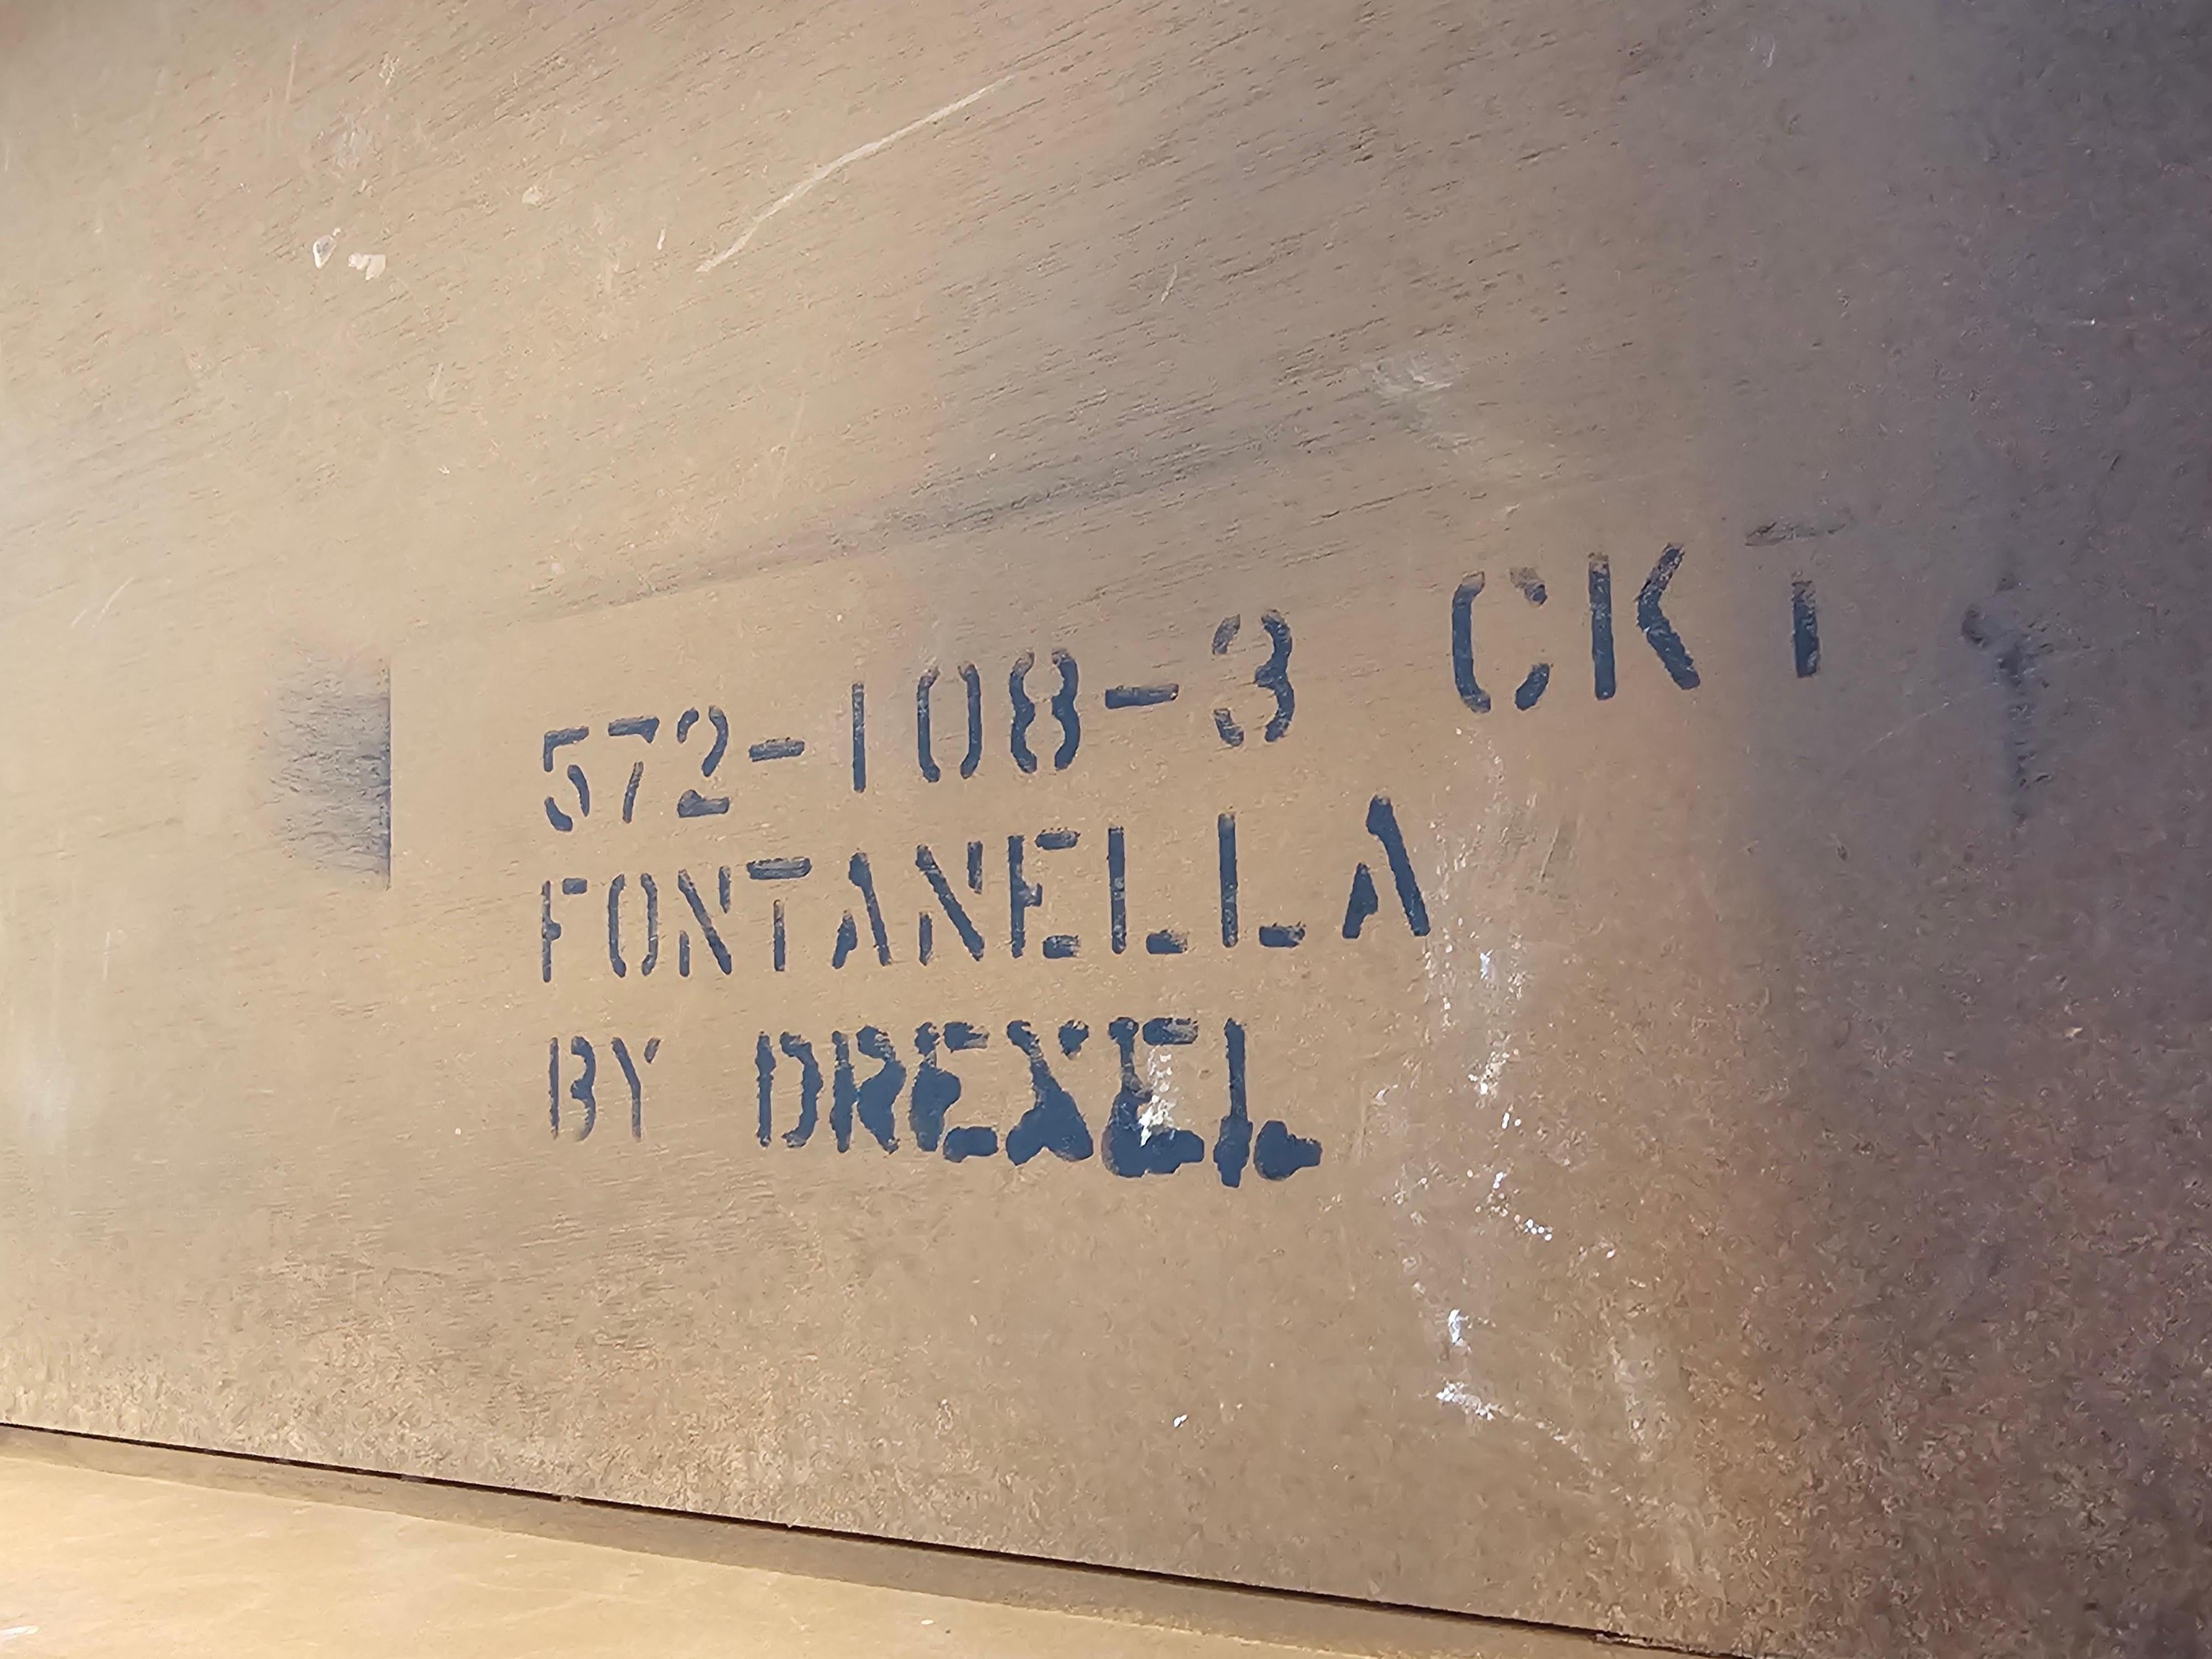 572-108-3 CKT
FONTANELLA
BY DREXEL